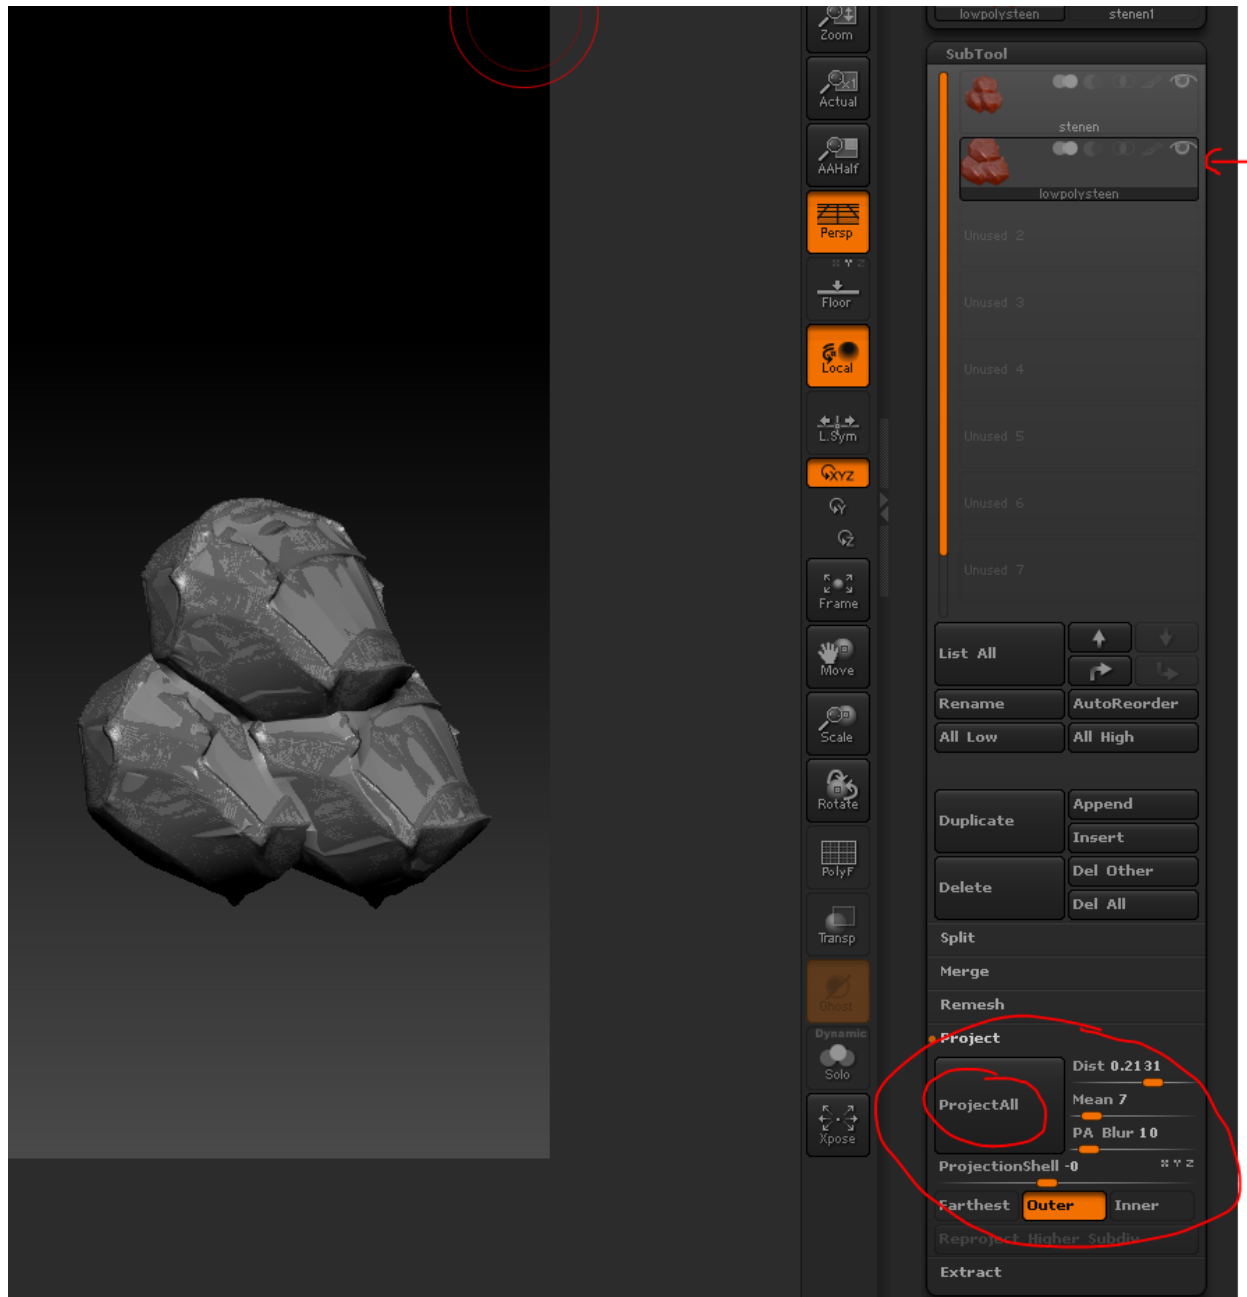 lowpolysteen stenen1
Zoom
SubTool
Actual
stenen
AAHalf
lowpolysteen
Persp
Unused 2
X Y Z
Floor
Unused 3
Local
Unused 4
L.Sym
Unused 5
XYZ
Y
Unused 6
Z
Unused 7
Frame
List All
Move
Rename AutoReorder
Scale
All Low All High
Rotate
Duplicate Append
Insert
PolyF
Delete Del Other
Del All
Transp
Split
Merge
Ghost
Remesh
Dynamic
Project
Solo
Dist 0.2131
ProjectAll
Mean 7
PA Blur 10
Xpose
ProjectionShell -0 X Y Z
Farthest Outer Inner
Reproject Higher Subdiv
Extract